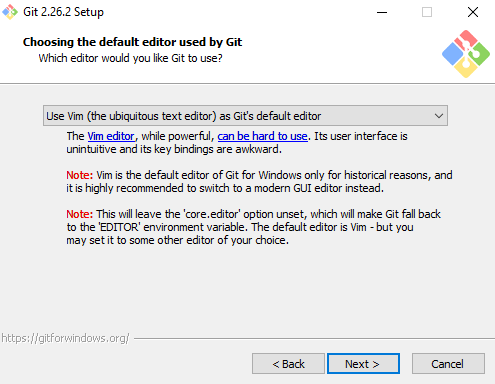 Git 2.26.2 Setup
Choosing the default editor used by Git
Which editor would you like Git to use?
Use Vim (the ubiquitous text editor) as Git's default editor
The Vim editor, while powerful, can be hard to use. Its user interface is
unintuitive and its key bindings are awkward.
Note: Vim is the default editor of Git for Windows only for historical reasons, and
it is highly recommended to switch to a modern GUI editor instead.
Note: This will leave the 'core.editor' option unset, which will make Git fall back
to the 'EDITOR' environment variable. The default editor is Vim - but you
may set it to some other editor of your choice.
https://gitforwindows.org/
< Back
Next >
Cancel